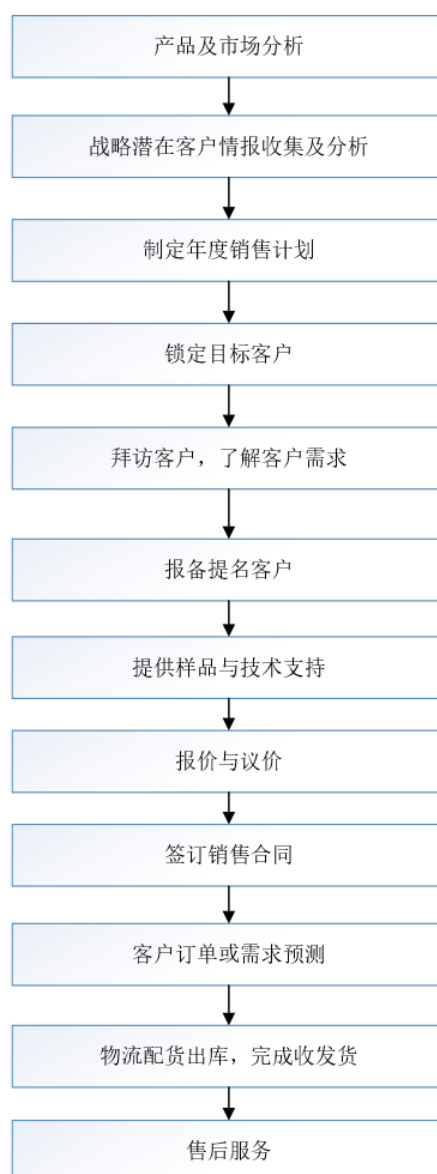 产品及市场分析
战略潜在客户情报收集及分析
制定年度销售计划
锁定目标客户
拜访客户，了解客户需求
报备提名客户
提供样品与技术支持
报价与议价
签订销售合同
客户订单或需求预测
物流配货出库，完成收发货
售后服务